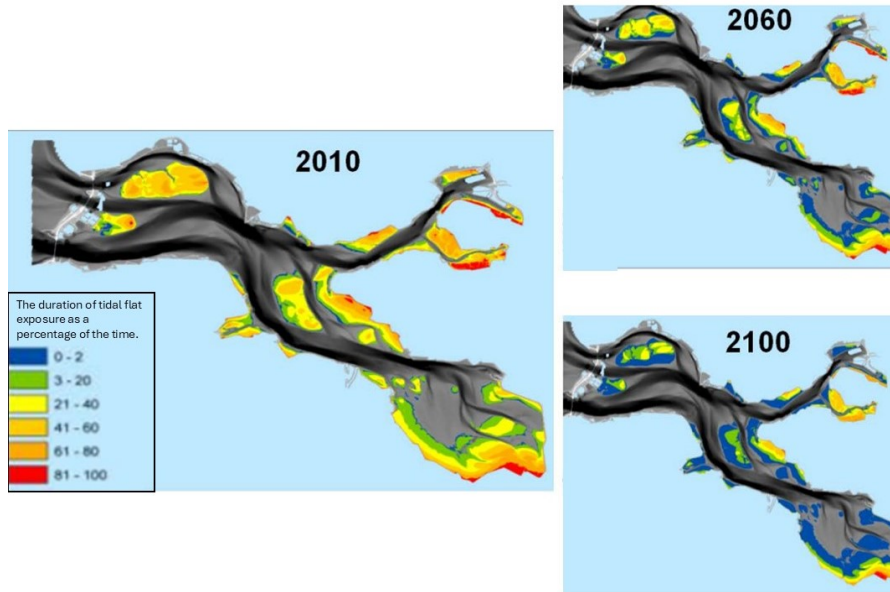 2010
The duration of tidal flat
exposure as a
percentage of the time.
0 - 2
3 - 20
21 - 40
41 - 60
61 - 80
81 - 100
2060
2100